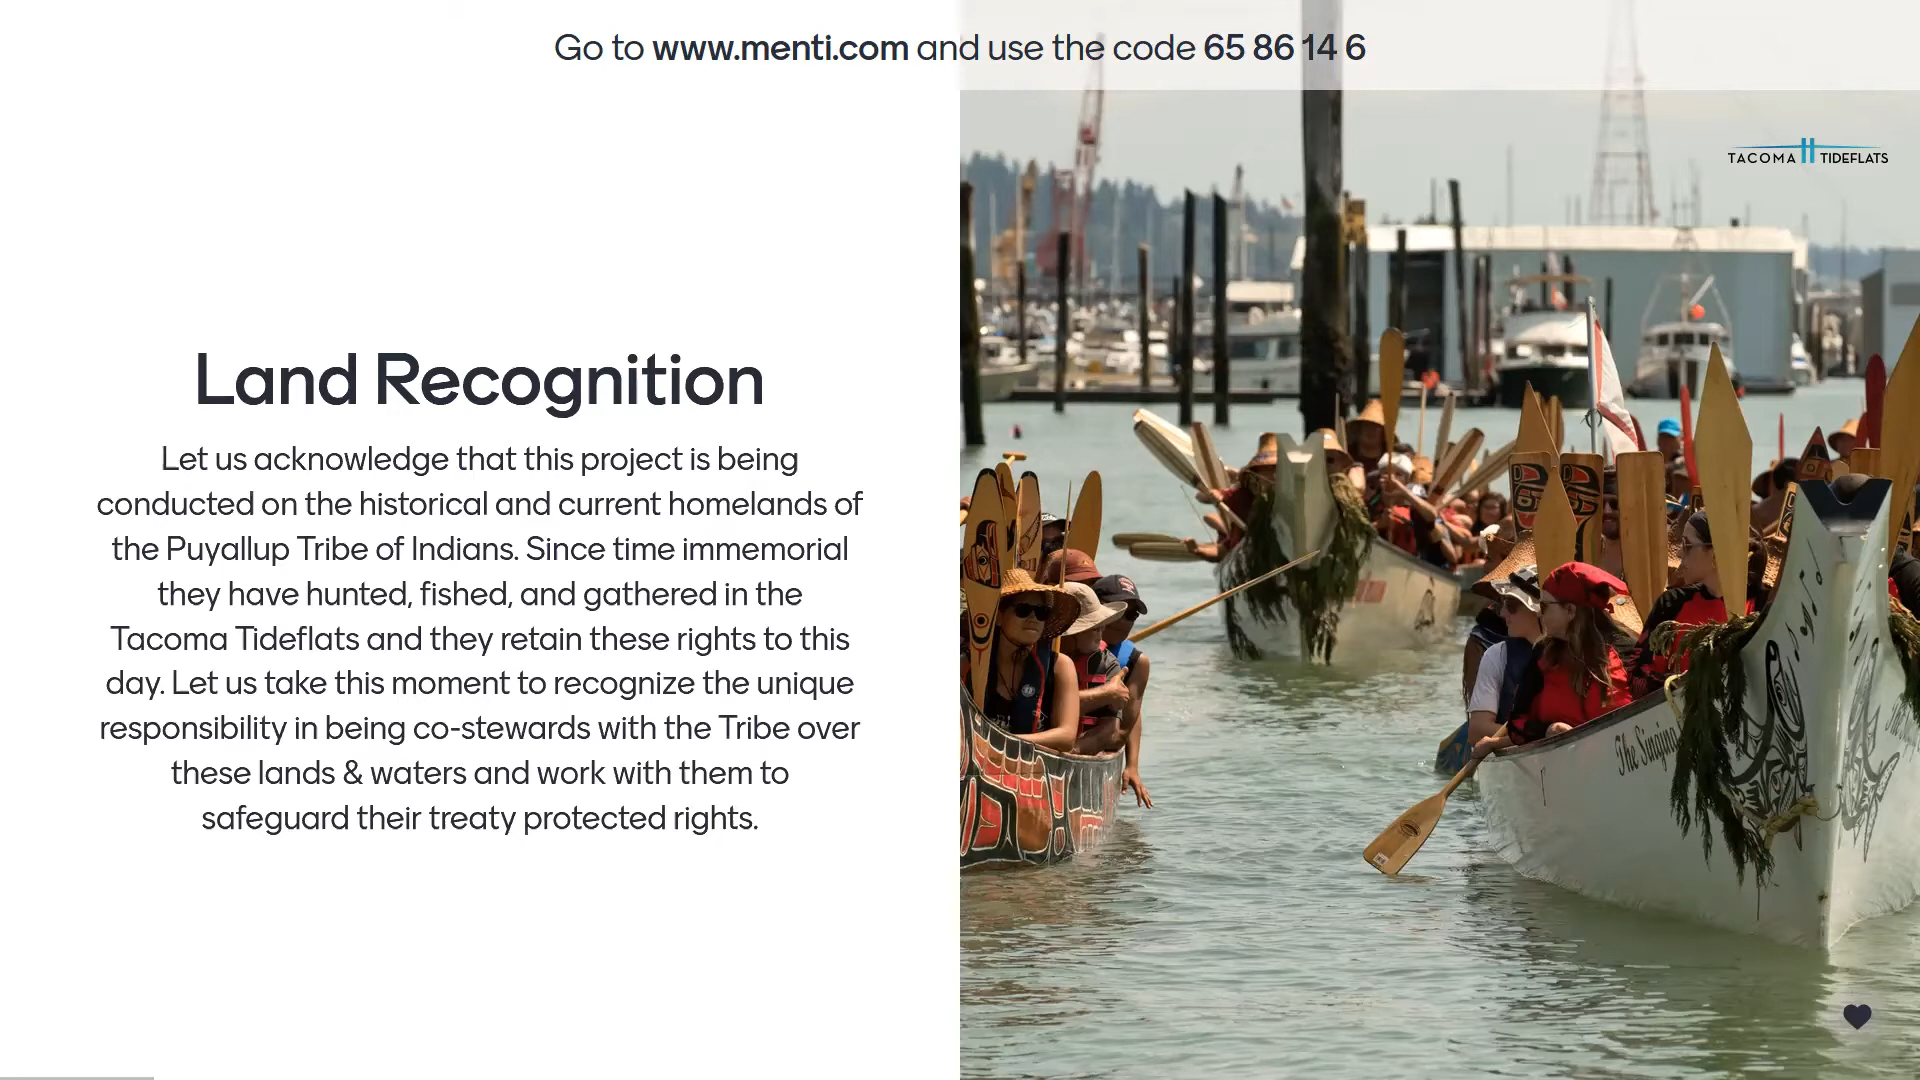 Go to www.menti.com and use the code 65 86 14 6
TACOMA TIDEFLATS
Land Recognition
Let us acknowledge that this project is being
conducted on the historical and current homelands of
the Puyallup Tribe of Indians. Since time immemorial
they have hunted, fished, and gathered in the
Tacoma Tideflats and they retain these rights to this
day. Let us take this moment to recognize the unique
responsibility in being co-stewards with the Tribe over
these lands & waters and work with them to
safeguard their treaty protected rights.
The Singing